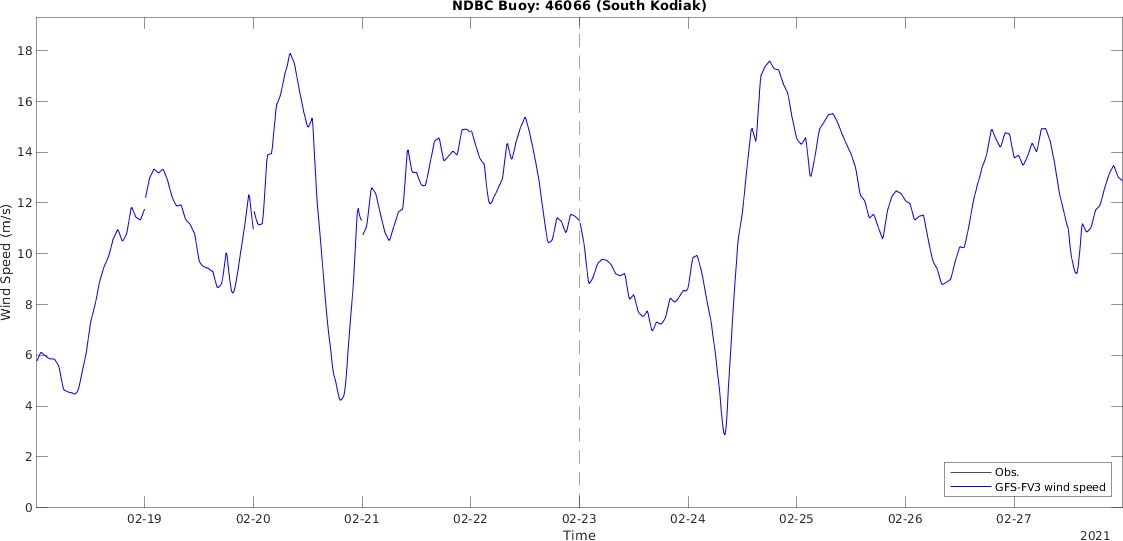 NDBC Buoy: 46066 (South Kodiak)
Wind Speed (m/s)
18
16
14
12
10
8
6
4
2
0
02-19 02-20 02-21 02-22 02-23 02-24 02-25 02-26 02-27
Time
2021
Obs.
GFS-FV3 wind speed